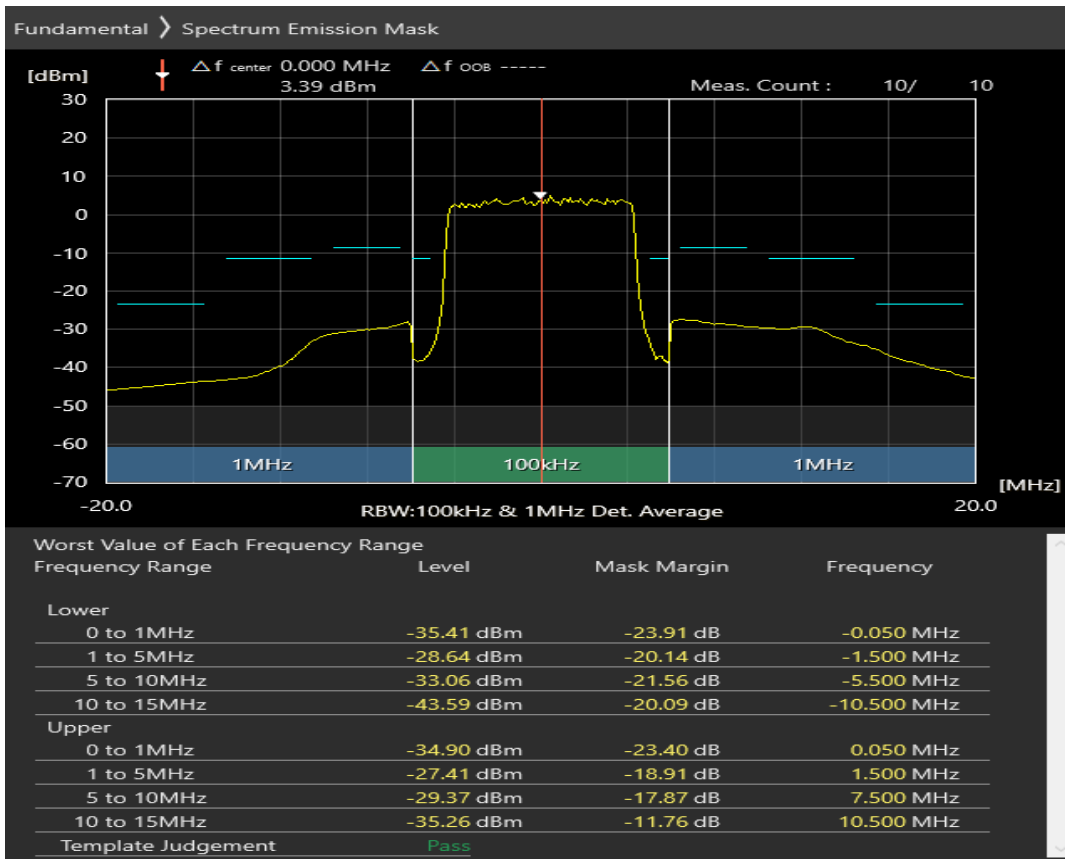 Fundamental ❯ Spectrum Emission Mask
[dBm]
△f center 0.000 MHz △f OOB -----
3.39 dBm
Meas. Count : 10/ 10
30
20
10
0
-10
-20
-30
-40
-50
-60
-70
1MHz 100kHz 1MHz
[MHz]
-20.0 RBW:100kHz & 1MHz Det. Average 20.0
Worst Value of Each Frequency Range
Frequency Range Level Mask Margin Frequency
Lower
0 to 1MHz -35.41 dBm -23.91 dB -0.050 MHz
1 to 5MHz -28.64 dBm -20.14 dB -1.500 MHz
5 to 10MHz -33.06 dBm -21.56 dB -5.500 MHz
10 to 15MHz -43.59 dBm -20.09 dB -10.500 MHz
Upper
0 to 1MHz -34.90 dBm -23.40 dB 0.050 MHz
1 to 5MHz -27.41 dBm -18.91 dB 1.500 MHz
5 to 10MHz -29.37 dBm -17.87 dB 7.500 MHz
10 to 15MHz -35.26 dBm -11.76 dB 10.500 MHz
Template Judgement Pass